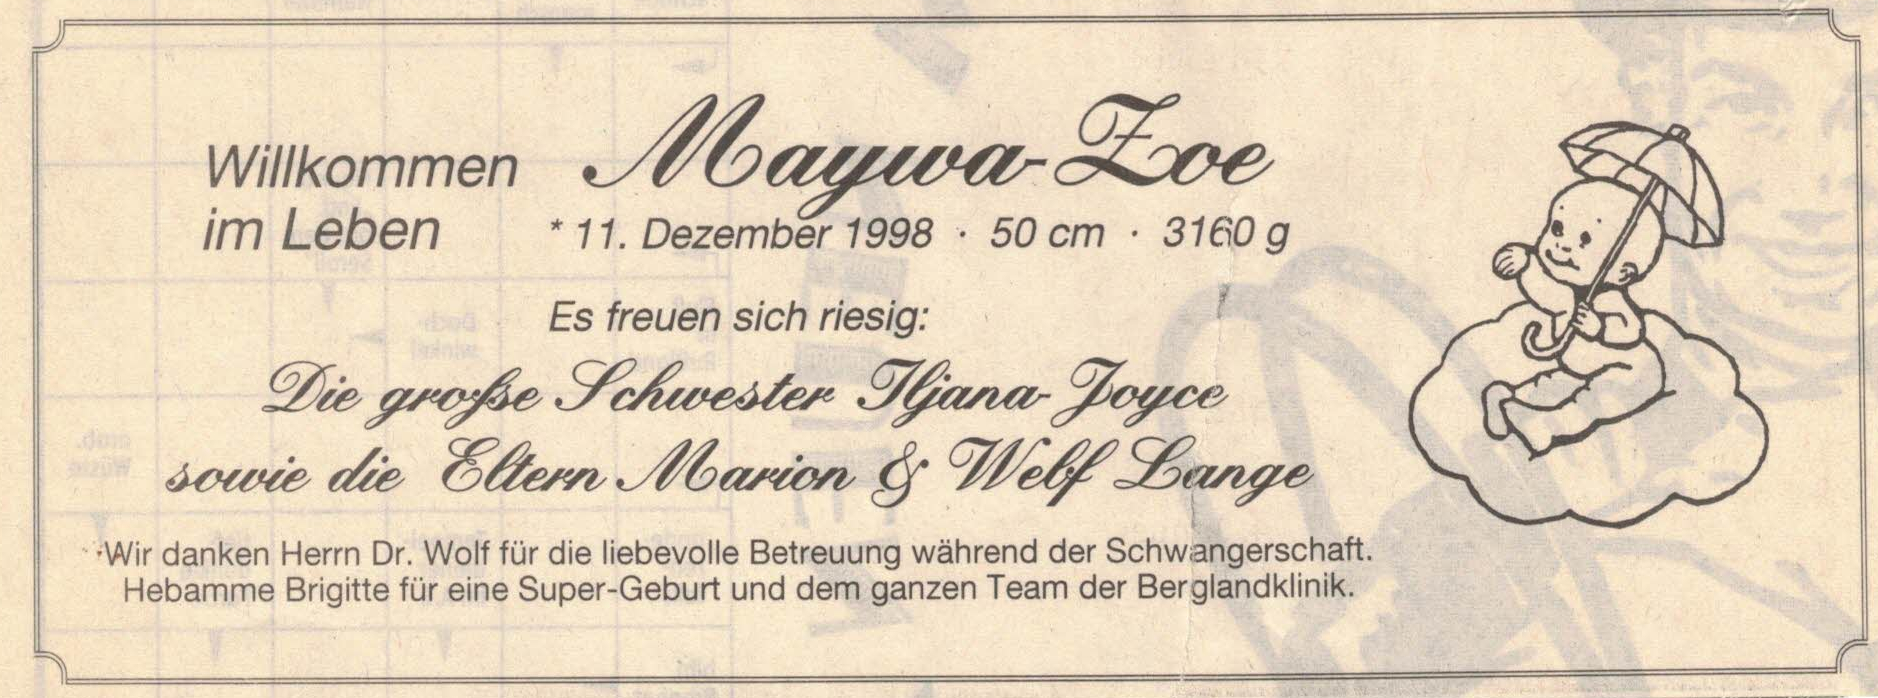 Willkommen
im Leben
Maywa-Zoe
* 11. Dezember 1998 · 50 cm · 3160 g
Es freuen sich riesig:
Die große Schwester Iljana-Joyce
sowie die Eltern Marion & Welf Lange
Wir danken Herrn Dr. Wolf für die liebevolle Betreuung während der Schwangerschaft.
Hebamme Brigitte für eine Super-Geburt und dem ganzen Team der Berglandklinik.